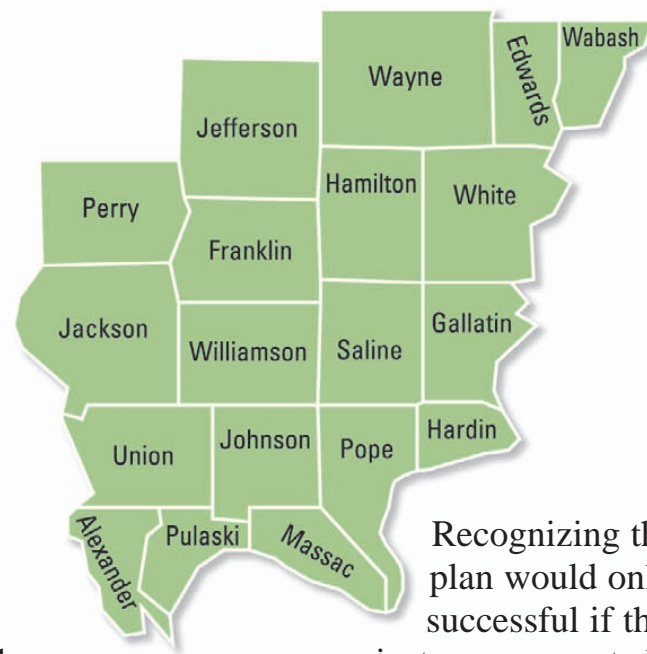 Wabash
Edwards
Wayne
Jefferson
Hamilton
White
Perry
Franklin
Gallatin
Jackson
Williamson
Saline
Hardin
Johnson
Pope
Union
Pulaski
Massac
Alexander
Recognizing th
plan would onl
successful if th